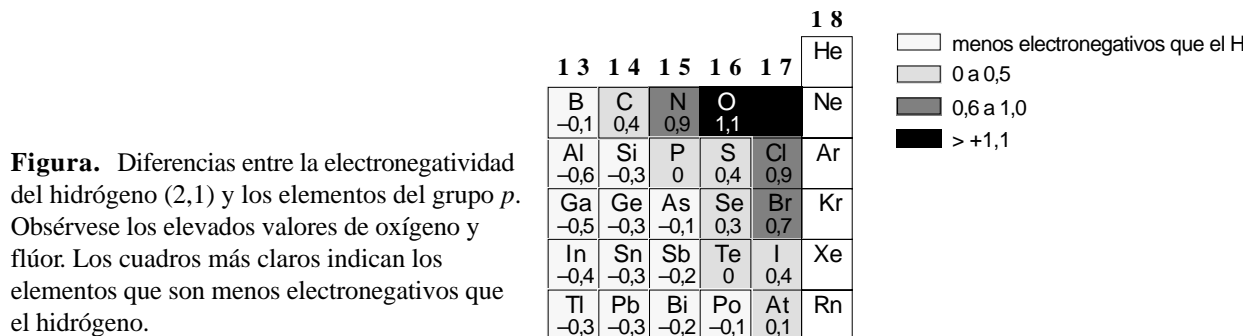 Figura. Diferencias entre la electronegatividad
del hidrógeno (2,1) y los elementos del grupo p.
Obsérvese los elevados valores de oxígeno y
flúor. Los cuadros más claros indican los
elementos que son menos electronegativos que
el hidrógeno.
18
He
13 14 15 16 17
B C N O Ne
–0,1 0,4 0,9 1,1
Al Si P S Cl Ar
–0,6 –0,3 0 0,4 0,9
Ga Ge As Se Br Kr
–0,5 –0,3 –0,1 0,3 0,7
In Sn Sb Te I Xe
–0,4 –0,3 –0,2 0 0,4
Tl Pb Bi Po At Rn
–0,3 –0,3 –0,2 –0,1 0,1
menos electronegativos que el H
0 a 0,5
0,6 a 1,0
> +1,1